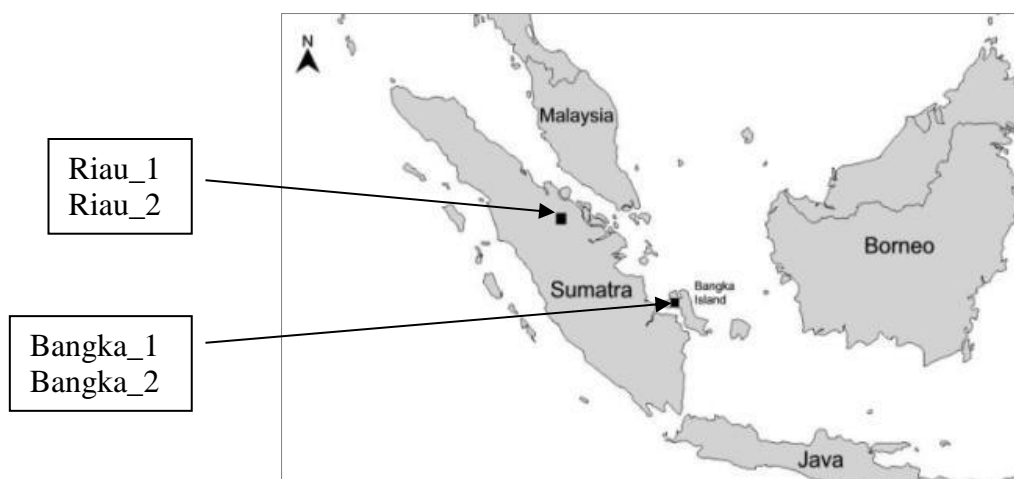 N
Malaysia
Riau_1
Riau_2
Borneo
Sumatra
Bangka
Island
Bangka_1
Bangka_2
Java